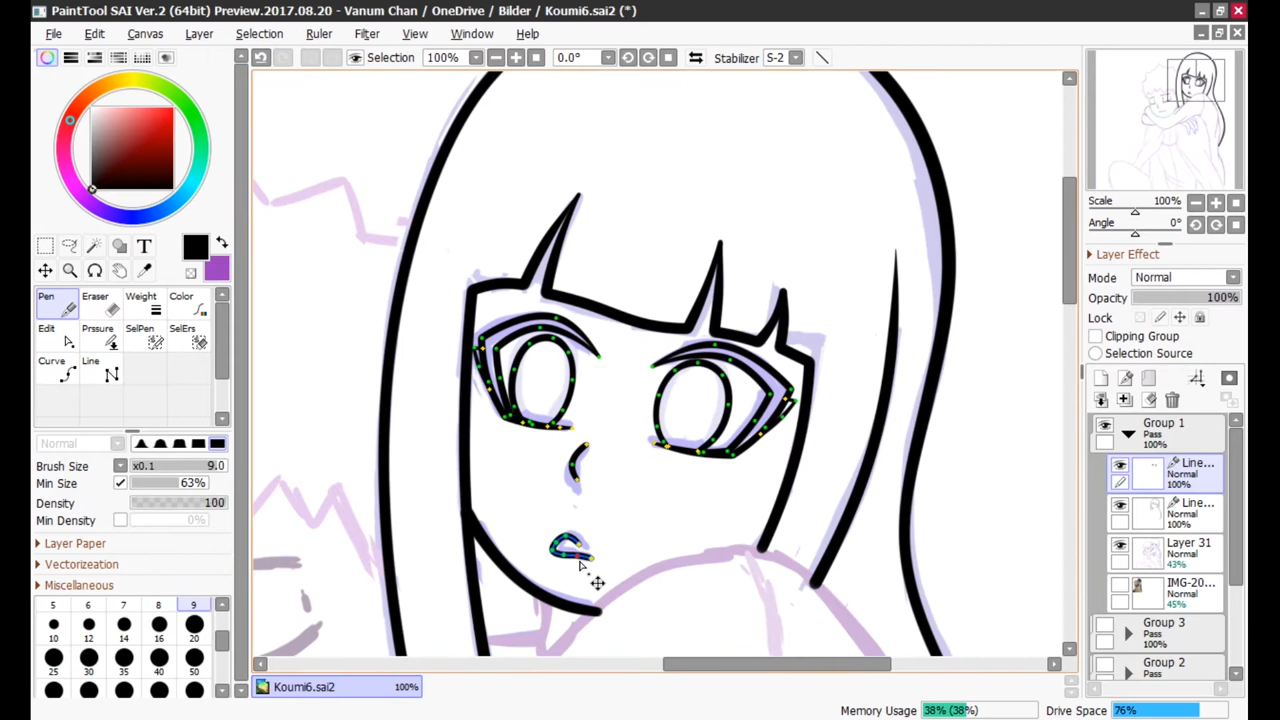 PaintTool SAI Ver.2 (64bit) Preview.2017.08.20 - Vanum Chan / OneDrive / Bilder / Koumi6.sai2 (*)
File Edit Canvas Layer Selection Ruler Filter View Window Help
Selection 100% 0.0° Stabilizer S-2
T
Pen Eraser Weight Color
Edit Prssure SelPen SelErs
Curve Line
Normal
Brush Size x0.1 9.0
Min Size 63%
Density 100
Min Density 0%
Layer Paper
Vectorization
Miscellaneous
5 6 7 8 9
10 12 14 16 20
25 30 35 40 50
Koumi6.sai2 100%
Scale 100%
Angle 0°
Layer Effect
Mode Normal
Opacity 100%
Lock
Clipping Group
Selection Source
Group 1
Pass
100%
Line...
Normal
100%
Line...
Normal
100%
Layer 31
Normal
43%
IMG-20...
Normal
45%
Group 3
Pass
100%
Group 2
Pass
Memory Usage 38% (38%) Drive Space 76%